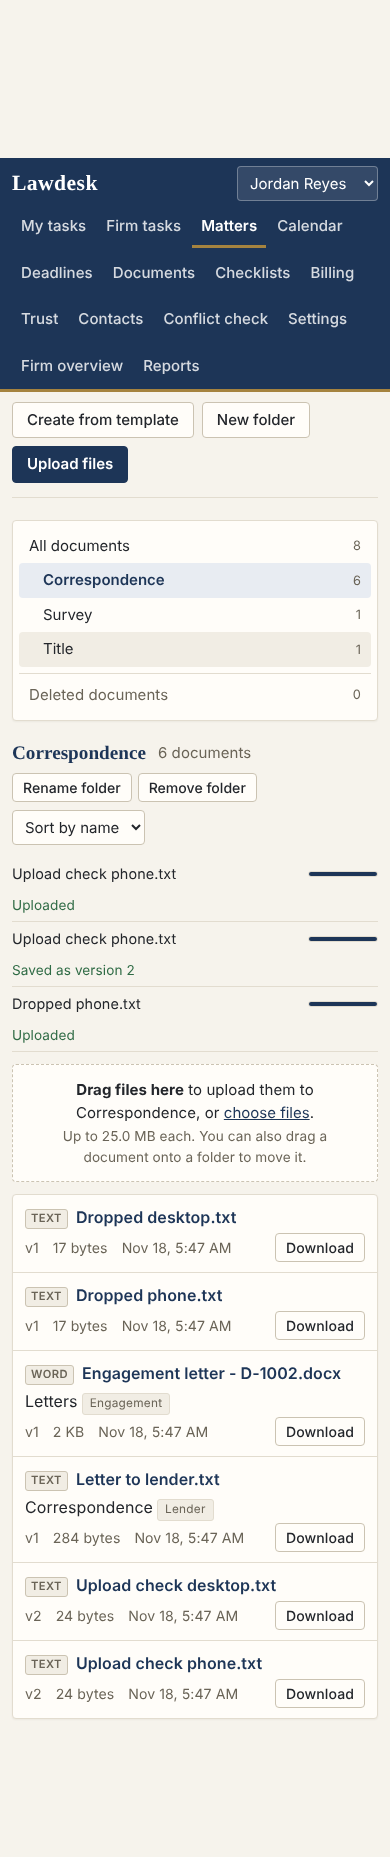 Lawdesk
Jordan Reyes
My tasks Firm tasks Matters Calendar
Deadlines Documents Checklists Billing
Trust Contacts Conflict check Settings
Firm overview Reports
Create from template New folder
Upload files
All documents 8
Correspondence 6
Survey 1
Title 1
Deleted documents 0
Correspondence 6 documents
Rename folder Remove folder
Sort by name
Upload check phone.txt
Uploaded
Upload check phone.txt
Saved as version 2
Dropped phone.txt
Uploaded
Drag files here to upload them to
Correspondence, or choose files.
Up to 25.0 MB each. You can also drag a
document onto a folder to move it.
TEXT Dropped desktop.txt
v1 17 bytes Nov 18, 5:47 AM Download
TEXT Dropped phone.txt
v1 17 bytes Nov 18, 5:47 AM Download
WORD Engagement letter - D-1002.docx
Letters Engagement
v1 2 KB Nov 18, 5:47 AM Download
TEXT Letter to lender.txt
Correspondence Lender
v1 284 bytes Nov 18, 5:47 AM Download
TEXT Upload check desktop.txt
v2 24 bytes Nov 18, 5:47 AM Download
TEXT Upload check phone.txt
v2 24 bytes Nov 18, 5:47 AM Download